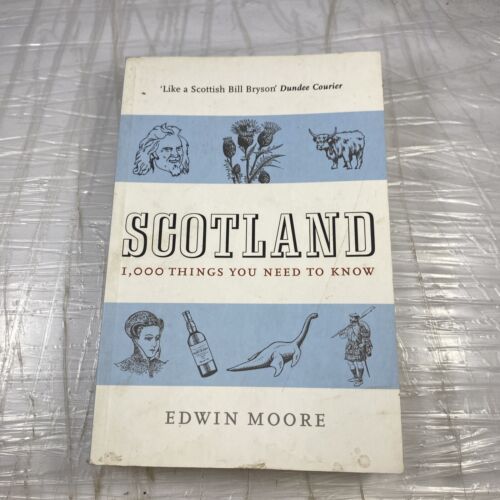 'Like a Scottish Bill Bryson' Dundee Courier
SCOTLAND
1,000 THINGS YOU NEED TO KNOW
EDWIN MOORE